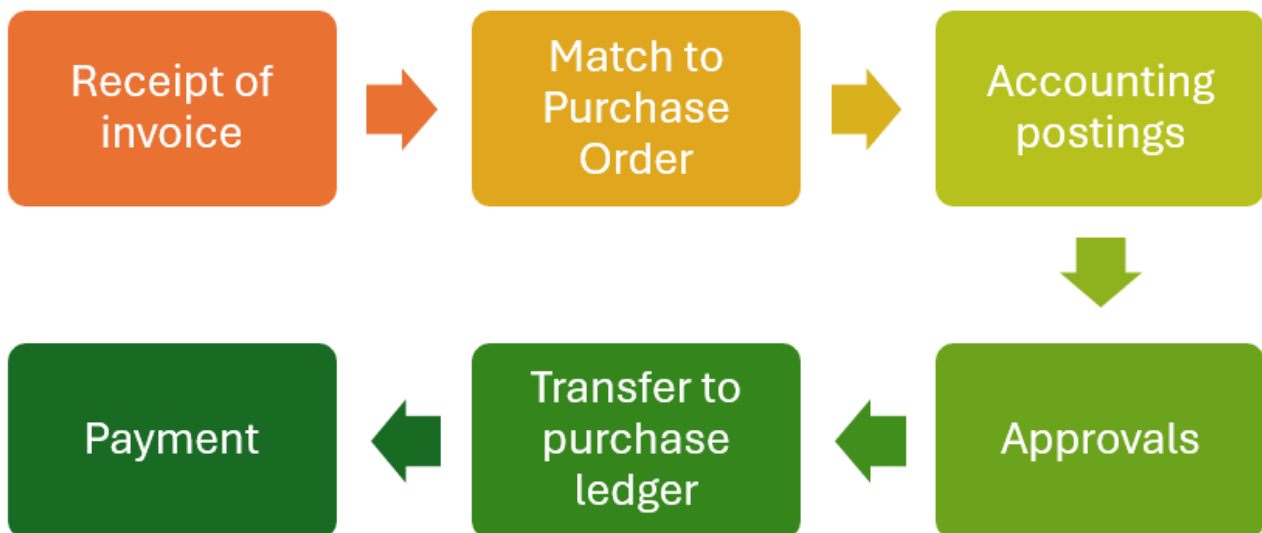 Receipt of
invoice
Match to
Purchase
Order
Accounting
postings
Approvals
Transfer to
purchase
ledger
Payment